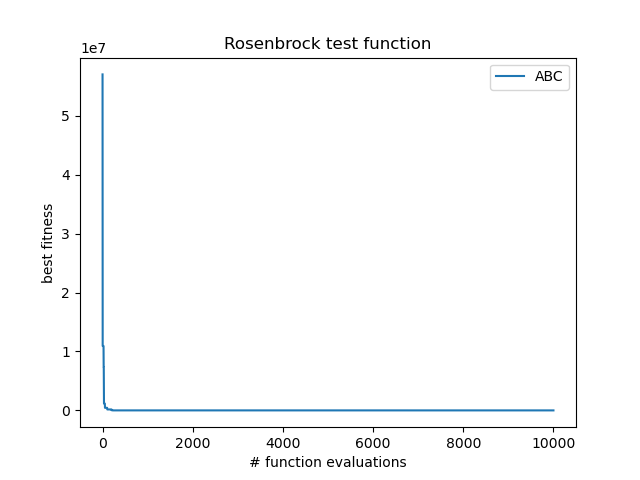 Rosenbrock test function
1e7
ABC
5
4
3
2
1
0
best fitness
0 2000 4000 6000 8000 10000
# function evaluations